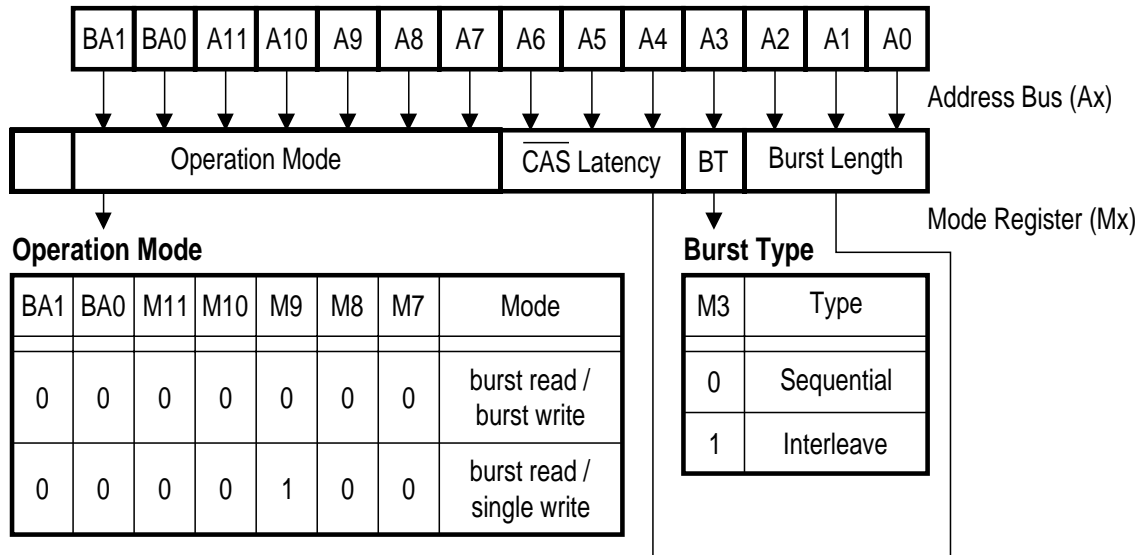 BA1 BA0 A11 A10 A9 A8 A7 A6 A5 A4 A3 A2 A1 A0
Address Bus (Ax)
Operation Mode C̅A̅S̅ Latency BT Burst Length
Mode Register (Mx)
Operation Mode
BA1 BA0 M11 M10 M9 M8 M7 Mode
0 0 0 0 0 0 0 burst read /
burst write
0 0 0 0 1 0 0 burst read /
single write
Burst Type
M3 Type
0 Sequential
1 Interleave